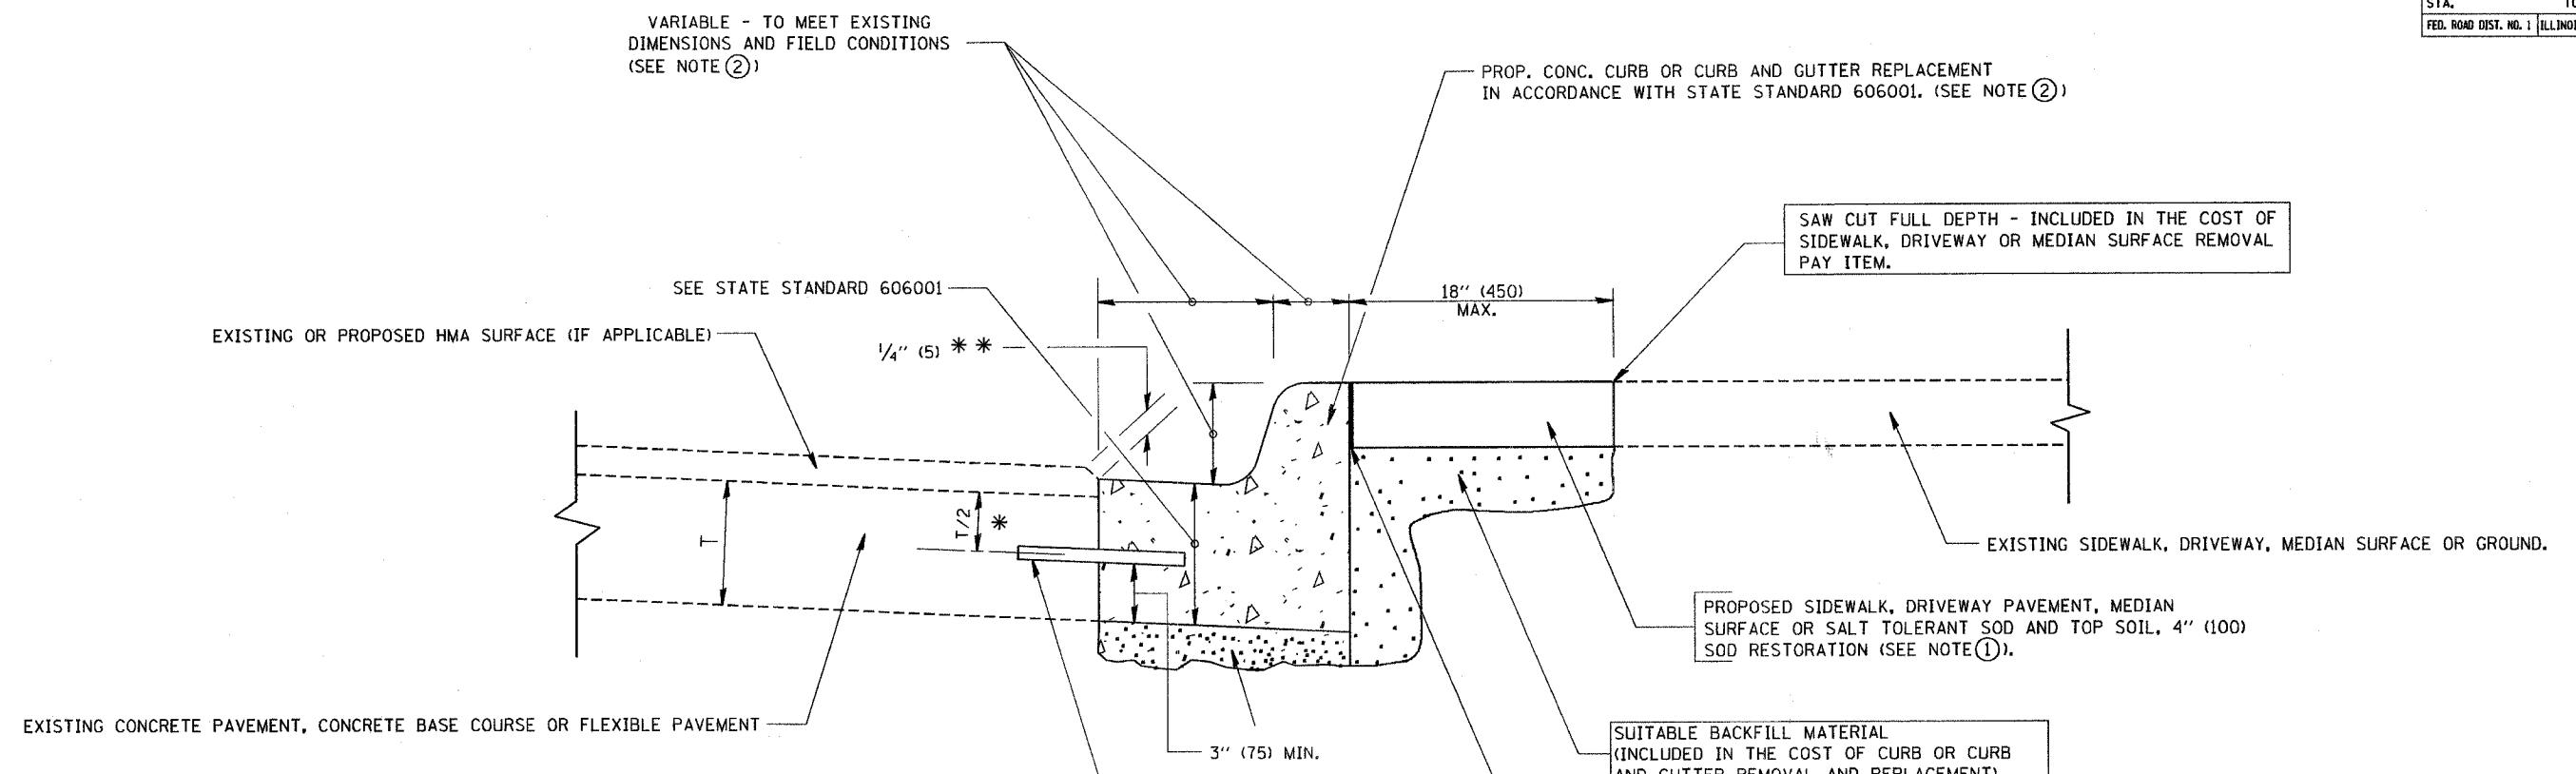 STA.
FED. ROAD DIST. NO. 1
VARIABLE - TO MEET EXISTING
DIMENSIONS AND FIELD CONDITIONS
(SEE NOTE ②)
PROP. CONC. CURB OR CURB AND GUTTER REPLACEMENT
IN ACCORDANCE WITH STATE STANDARD 606001. (SEE NOTE ②)
SAW CUT FULL DEPTH - INCLUDED IN THE COST OF
SIDEWALK, DRIVEWAY OR MEDIAN SURFACE REMOVAL
PAY ITEM.
SEE STATE STANDARD 606001
18" (450)
MAX.
EXISTING OR PROPOSED HMA SURFACE (IF APPLICABLE)
1/4" (5) * *
T
T/2 *
EXISTING SIDEWALK, DRIVEWAY, MEDIAN SURFACE OR GROUND.
PROPOSED SIDEWALK, DRIVEWAY PAVEMENT, MEDIAN
SURFACE OR SALT TOLERANT SOD AND TOP SOIL, 4" (100)
SOD RESTORATION (SEE NOTE ①).
EXISTING CONCRETE PAVEMENT, CONCRETE BASE COURSE OR FLEXIBLE PAVEMENT
3" (75) MIN.
SUITABLE BACKFILL MATERIAL
(INCLUDED IN THE COST OF CURB OR CURB
AND GUTTER REMOVAL AND REPLACEMENT)